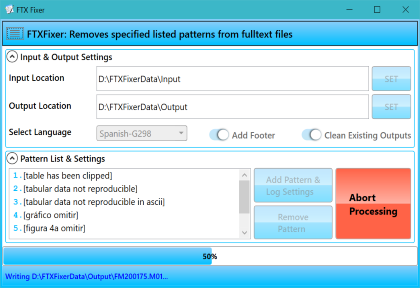 FTX Fixer
FTXFixer: Removes specified listed patterns from fulltext files
Input & Output Settings
Input Location
D:\FTXFixerData\Input
SET
Output Location
D:\FTXFixerData\Output
SET
Select Language
Spanish-G298
Add Footer
Clean Existing Outputs
Pattern List & Settings
1. [table has been clipped]
2. [tabular data not reproducible]
3. [tabular data not reproducible in ascii]
4. [gráfico omitir]
5. [figura 4a omitir]
Add Pattern &
Log Settings
Remove
Pattern
Abort
Processing
50%
Writing D:\FTXFixerData\Output\FM200175.M01...